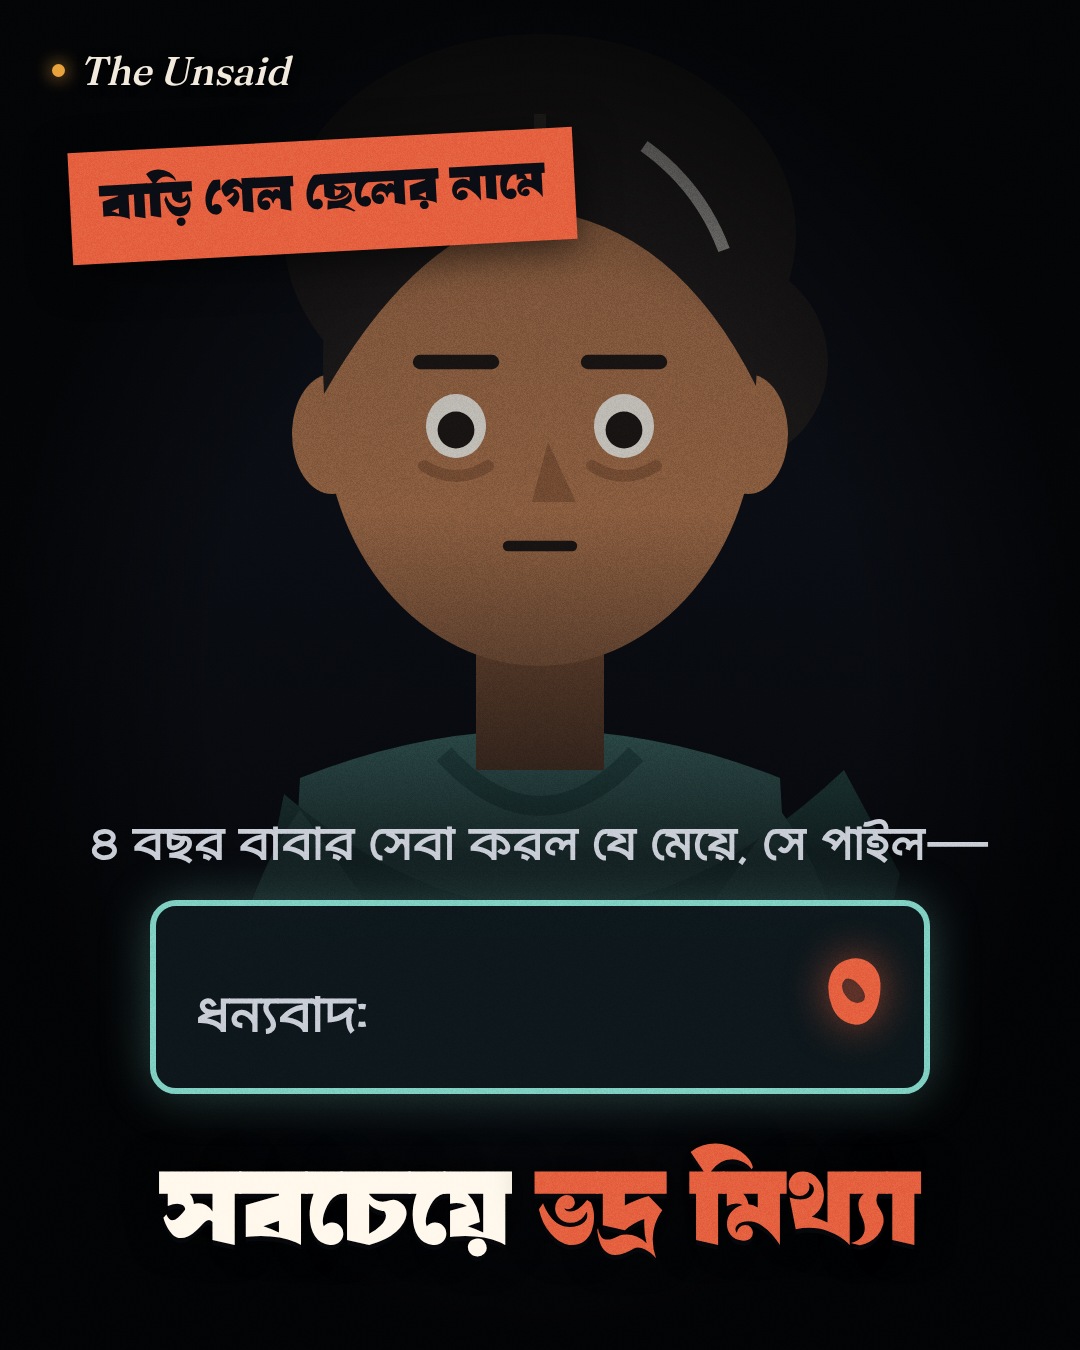 The Unsaid
বাড়ি গেল ছেলের নামে
৪ বছর বাবার সেবা করল যে মেয়ে, সে পাইল—
ধন্যবাদ:
০
সবচেয়ে ভদ্র মিথ্যা